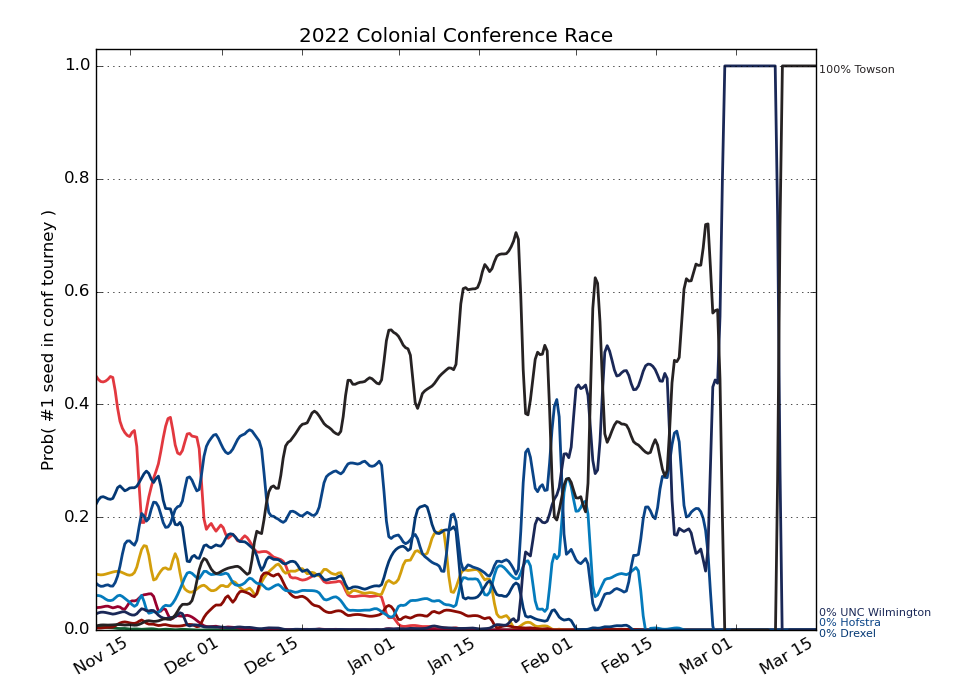 2022 Colonial Conference Race
Prob( #1 seed in conf tourney )
1.0
0.8
0.6
0.4
0.2
0.0
100% Towson
0% UNC Wilmington
0% Hofstra
0% Drexel
Nov 15
Dec 01
Dec 15
Jan 01
Jan 15
Feb 01
Feb 15
Mar 01
Mar 15